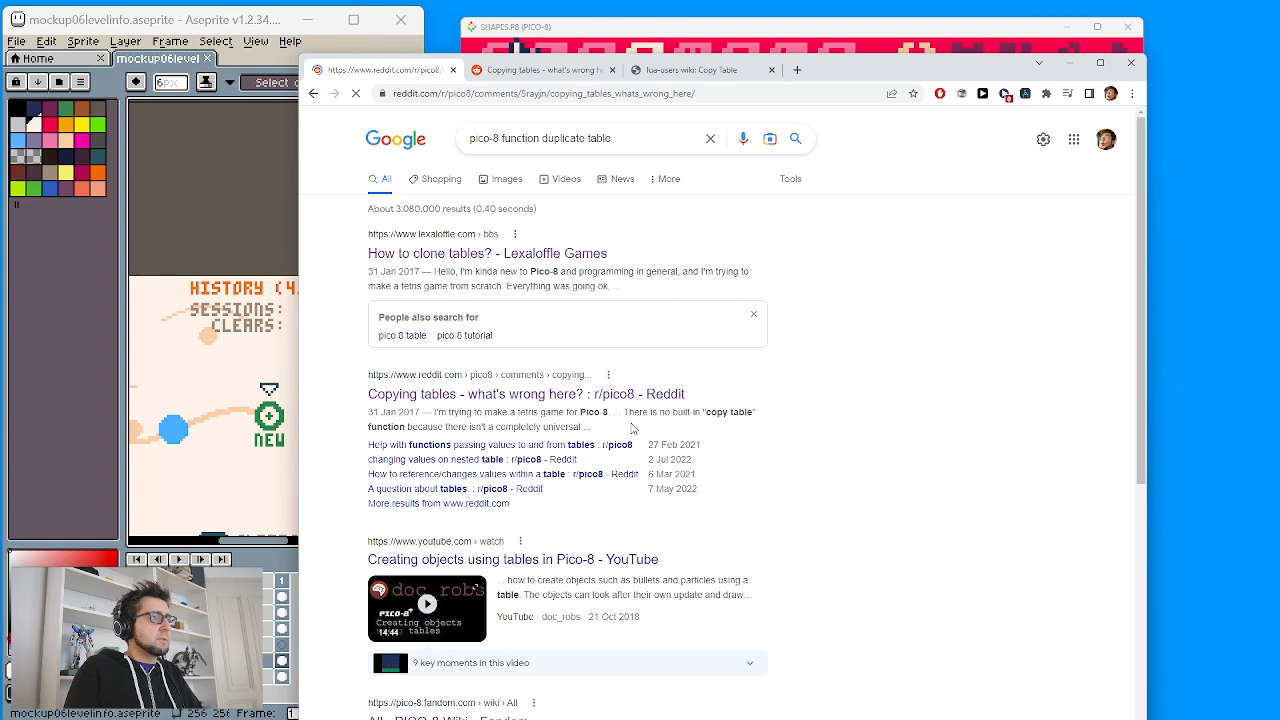 mockup06levelinfo.aseprite - Aseprite v1.2.34....
File Edit Sprite Layer Frame Select View Help
Home
mockup06level
6px
Select
HISTORY (4.
SESSIONS:
CLEARS:
NEW
mockup06levelinfo.aseprite
256 256
Frame:
1
SHAPES.P8 (PICO-8)
https://www.reddit.com/r/pico8/
Copying tables - what's wrong h
lua-users wiki: Copy Table
reddit.com/r/pico8/comments/5rayjn/copying_tables_whats_wrong_here/
Google
pico-8 function duplicate table
All
Shopping
Images
Videos
News
More
Tools
About 3.080.000 results (0,40 seconds)
https://www.lexaloffle.com › bbs
How to clone tables? - Lexaloffle Games
31 Jan 2017 — Hello, I'm kinda new to Pico-8 and programming in general, and I'm trying to
make a tetris game from scratch. Everything was going ok, ...
People also search for
pico 8 table pico 8 tutorial
https://www.reddit.com › pico8 › comments › copying...
Copying tables - what's wrong here? : r/pico8 - Reddit
31 Jan 2017 — I'm trying to make a tetris game for Pico-8. ... There is no built-in "copy table"
function because there isn't a completely universal ...
Help with functions passing values to and from tables : r/pico8 27 Feb 2021
changing values on nested table : r/pico8 - Reddit 2 Jul 2022
How to reference/changes values within a table : r/pico8 - Reddit 6 Mar 2021
A question about tables. : r/pico8 - Reddit 7 May 2022
More results from www.reddit.com
https://www.youtube.com › watch
Creating objects using tables in Pico-8 - YouTube
doc_robs
PICO-8
Creating objects
tables
14:44
... how to create objects such as bullets and particles using a
table. The objects can look after their own update and draw...
YouTube · doc_robs · 21 Oct 2018
9 key moments in this video
https://pico-8.fandom.com › wiki › All
All - PICO-8 Wiki - Fandom